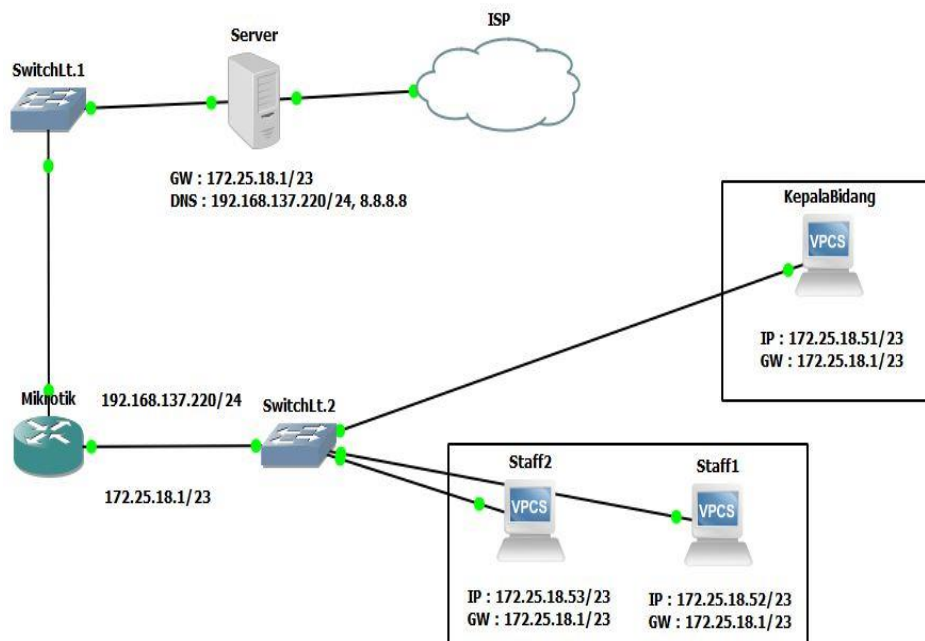 ISP
Server
SwitchLt.1
GW : 172.25.18.1/23
DNS : 192.168.137.220/24, 8.8.8.8
KepalaBidang
VPCS
IP : 172.25.18.51/23
GW : 172.25.18.1/23
Mikrotik
192.168.137.220/24
SwitchLt.2
172.25.18.1/23
Staff2
VPCS
IP : 172.25.18.53/23
GW : 172.25.18.1/23
Staff1
VPCS
IP : 172.25.18.52/23
GW : 172.25.18.1/23